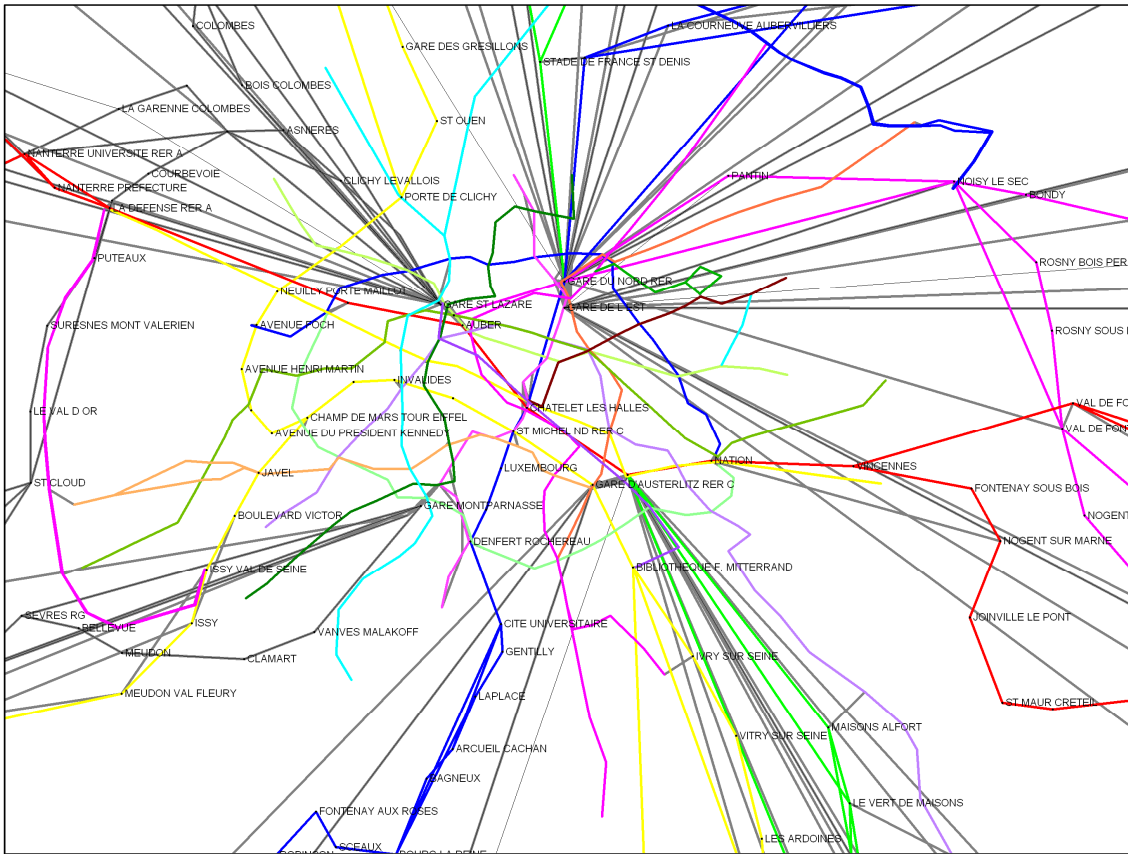 COLOMBES
LA COURNEUVE AUBERVILLIERS
GARE DES GRESILLONS
STADE DE FRANCE ST DENIS
BOIS COLOMBES
LA GARENNE COLOMBES
ST OUEN
ASNIERES
NANTERRE UNIVERSITE RER A
COURBEVOIE
PANTIN
CLICHY LEVALLOIS
NOISY LE SEC
NANTERRE PREFECTURE
PORTE DE CLICHY
BONDY
LA DEFENSE RER A
PUTEAUX
ROSNY BOIS PER
GARE DU NORD RER
NEUILLY PORTE MAILLOT
GARE ST LAZARE
GARE DE L'EST
SURESNES MONT VALERIEN
AVENUE FOCH
AUBER
ROSNY SOUS
AVENUE HENRI MARTIN
INVALIDES
VAL DE FO
LE VAL D OR
CHATELET LES HALLES
CHAMP DE MARS TOUR EIFFEL
VAL DE FONT
AVENUE DU PRESIDENT KENNEDY
ST MICHEL ND RER C
NATION
VINCENNES
LUXEMBOURG
JAVEL
ST CLOUD
GARE D'AUSTERLITZ RER C
FONTENAY SOUS BOIS
GARE MONTPARNASSE
BOULEVARD VICTOR
NOGENT
DENFERT ROCHEREAU
NOGENT SUR MARNE
BIBLIOTHEQUE F. MITTERRAND
ISSY VAL DE SEINE
SEVRES RG
JOINVILLE LE PONT
ISSY
CITE UNIVERSITAIRE
BELLEVUE
VANVES MALAKOFF
MEUDON
GENTILLY
IVRY SUR SEINE
CLAMART
MEUDON VAL FLEURY
LAPLACE
ST MAUR CRETEIL
MAISONS ALFORT
VITRY SUR SEINE
ARCUEIL CACHAN
BAGNEUX
LE VERT DE MAISONS
FONTENAY AUX ROSES
LES ARDOINES
SCEAUX
ROBINSON
BOURG LA REINE